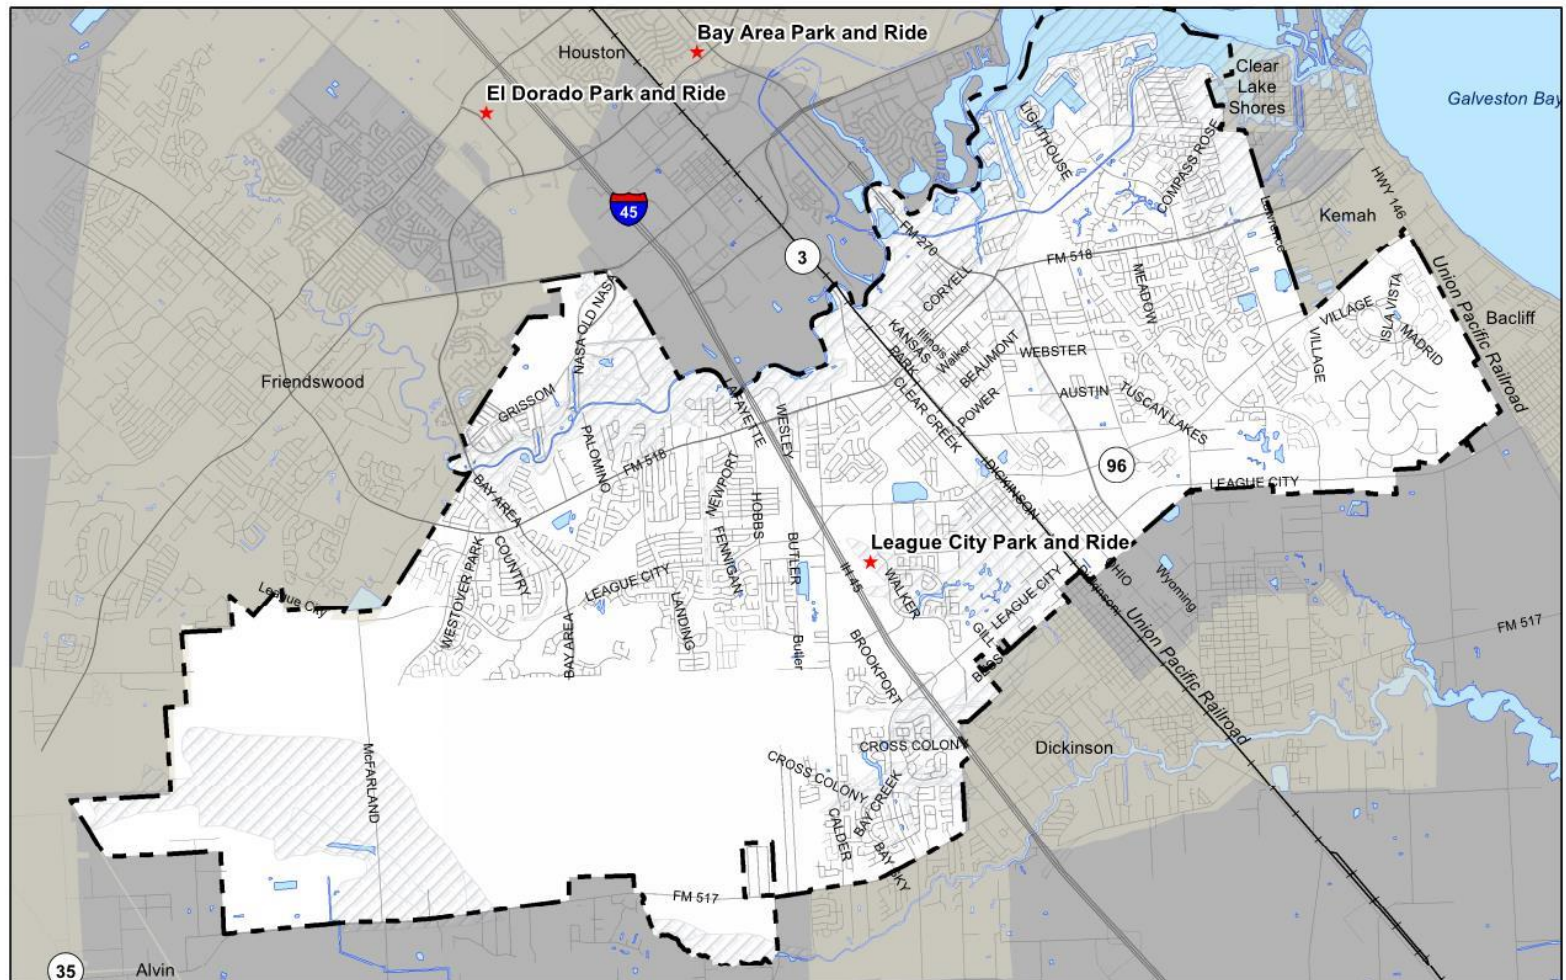 Bay Area Park and Ride
Houston
El Dorado Park and Ride
Clear
Lake
Shores
Galveston Bay
LIGHTHOUSE
COMPASS ROSE
HWY 146
45
Lawrence
Kemah
3
FM 270
FM 518
CORYELL
MEADOW
Union Pacific Railroad
NASA OLD NASA
VILLAGE
ISLA VISTA
Bacliff
KANSAS
Illinois
Walker
BEAUMONT
WEBSTER
VILLAGE
MADRID
PARK
Friendswood
GRISSOM
LAFAYETTE
WESLEY
CLEAR CREEK
POWER
AUSTIN
TUSCAN LAKES
PALOMINO
FM 518
NEWPORT
96
DICKINSON
LEAGUE CITY
BAY AREA
HOBBS
WESTOVER PARK
COUNTRY
FENNIGAN
BUTLER
League City Park and Ride
IH 45
WALKER
OHIO
Wyoming
(Dickinson)
League City
LEAGUE CITY
LANDING
LEAGUE CITY
GILL
Union Pacific Railroad
FM 517
BAY AREA
Butler
BROOKPORT
BESS
McFARLAND
CROSS COLONY
Dickinson
CROSS COLONY
BAY CREEK
CALDER
BAY SKY
FM 517
35
Alvin